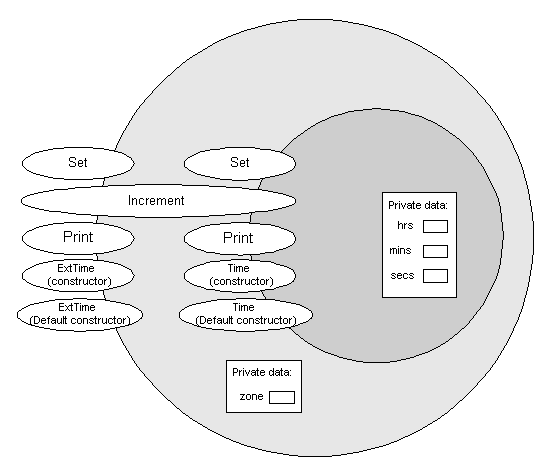 Set Set
Increment
Print Print
ExtTime
(constructor)
Time
(constructor)
ExtTime
(Default constructor)
Time
(Default constructor)
Private data:
hrs
mins
secs
Private data:
zone